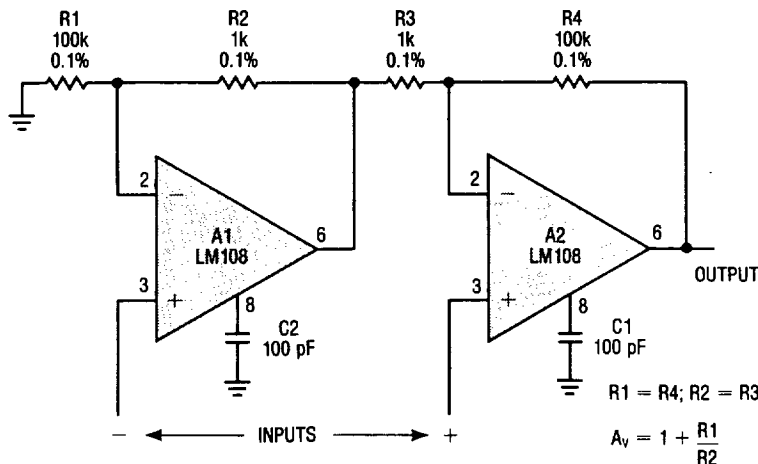 R1
100k
0.1%
R2
1k
0.1%
R3
1k
0.1%
R4
100k
0.1%
2
−
A1
LM108
6
3
+
8
C2
100 pF
2
−
A2
LM108
6
OUTPUT
3
+
8
C1
100 pF
R1 = R4; R2 = R3
− INPUTS +
Av = 1 + R1
R2